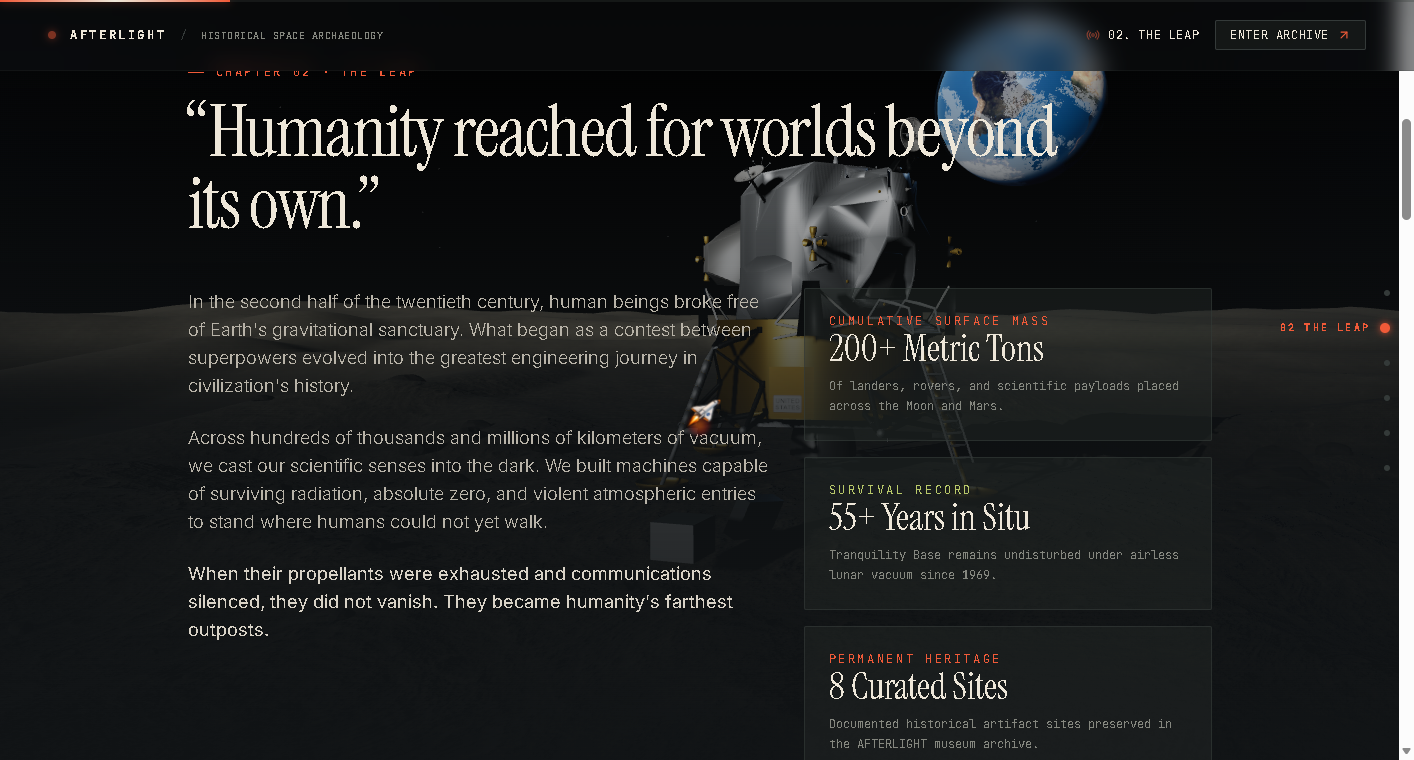 AFTERLIGHT / HISTORICAL SPACE ARCHAEOLOGY
02. THE LEAP
ENTER ARCHIVE
CHAPTER 02 · THE LEAP
“Humanity reached for worlds beyond
its own.”
In the second half of the twentieth century, human beings broke free
of Earth's gravitational sanctuary. What began as a contest between
superpowers evolved into the greatest engineering journey in
civilization's history.
Across hundreds of thousands and millions of kilometers of vacuum,
we cast our scientific senses into the dark. We built machines capable
of surviving radiation, absolute zero, and violent atmospheric entries
to stand where humans could not yet walk.
When their propellants were exhausted and communications
silenced, they did not vanish. They became humanity's farthest
outposts.
CUMULATIVE SURFACE MASS
200+ Metric Tons
Of landers, rovers, and scientific payloads placed
across the Moon and Mars.
SURVIVAL RECORD
55+ Years in Situ
Tranquility Base remains undisturbed under airless
lunar vacuum since 1969.
PERMANENT HERITAGE
8 Curated Sites
Documented historical artifact sites preserved in
the AFTERLIGHT museum archive.
02 THE LEAP
UNITED
STATES